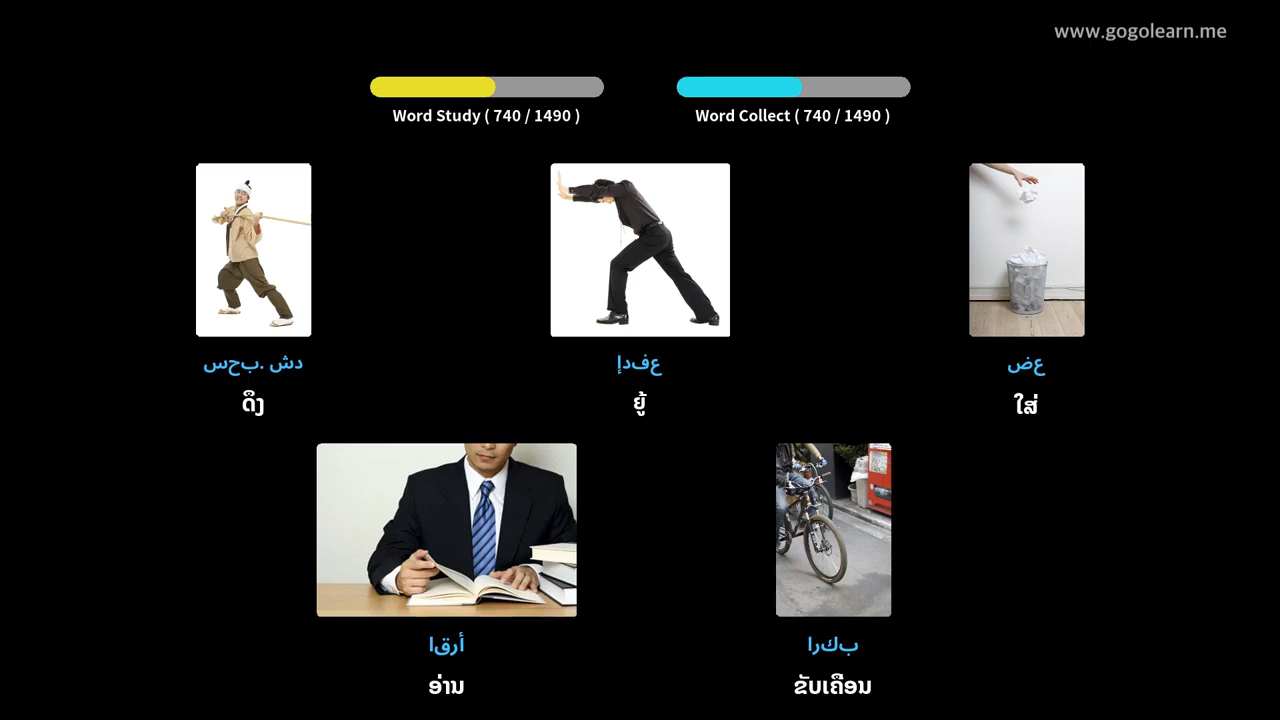 www.gogolearn.me
Word Study ( 740 / 1490 )
Word Collect ( 740 / 1490 )
دش .بحس
عفدإ
عض
ດຶງ
ຍູ້
ໃສ່
أرقا
بكرا
ອ່ານ
ຂັບເຄື່ອນ